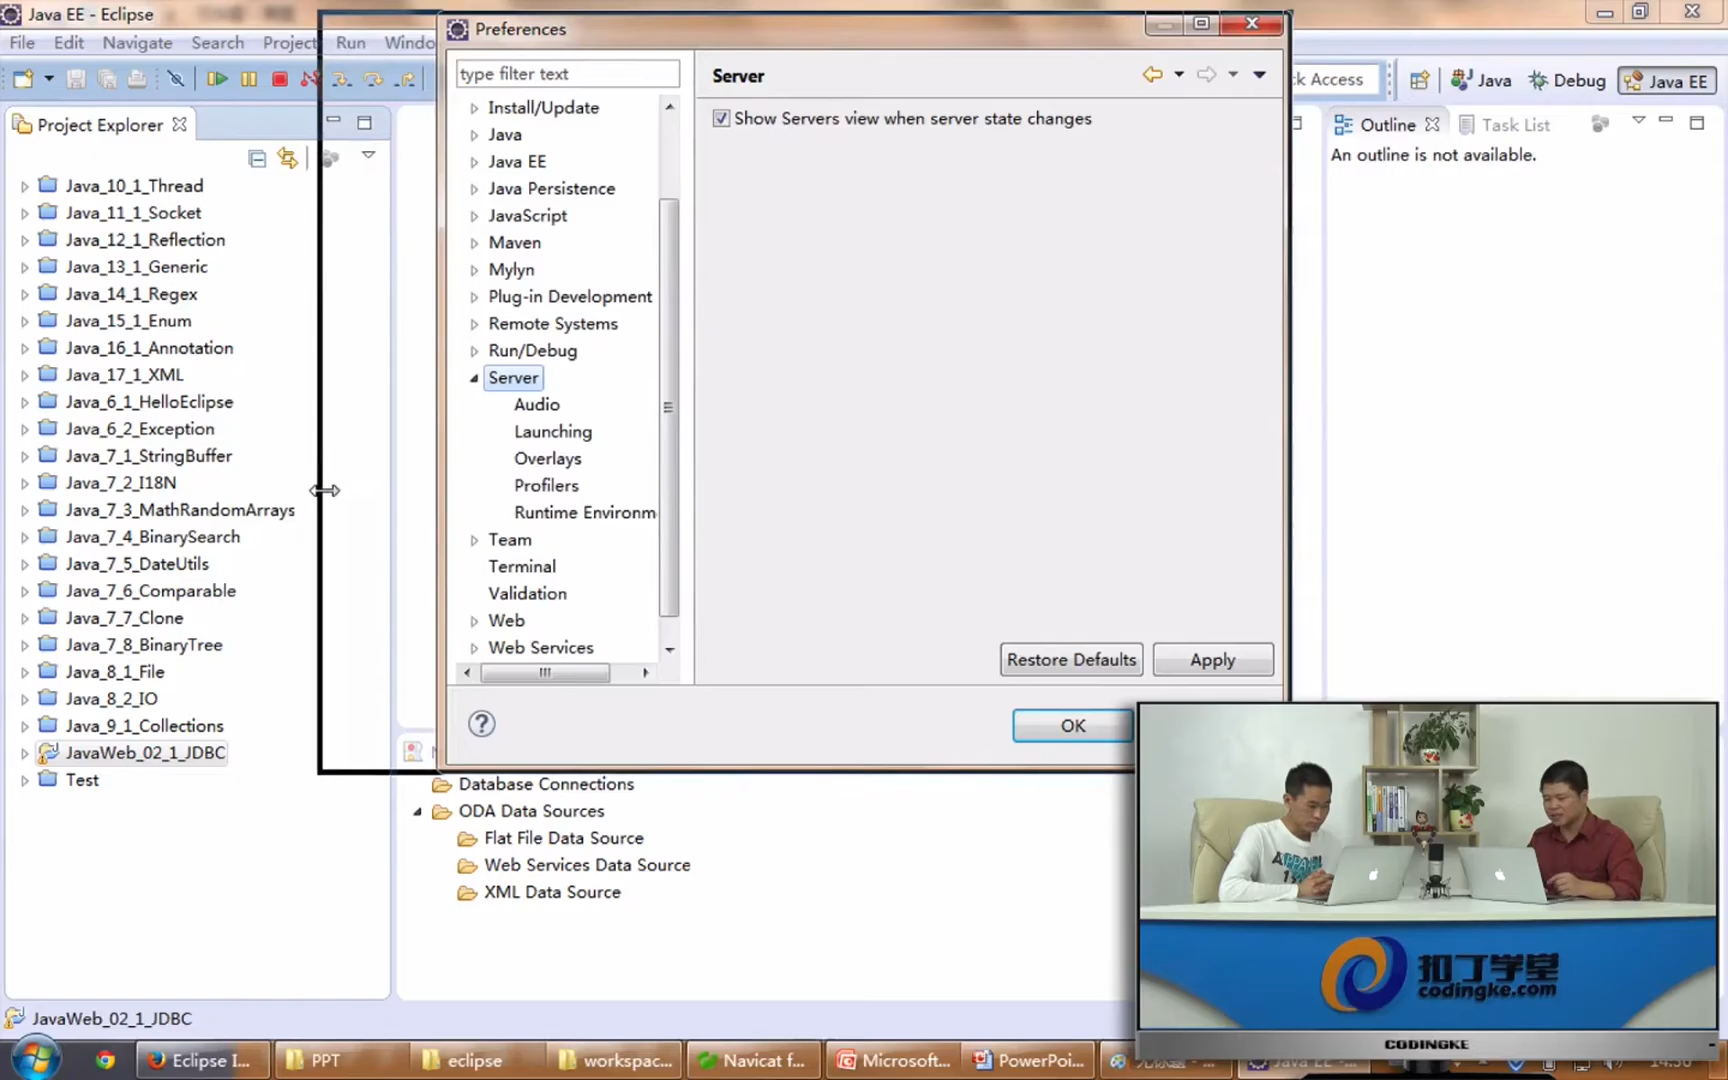 Java EE - Eclipse
File Edit Navigate Search Project Run Windo
ck Access
Java
Debug
Java EE
Project Explorer
Java_10_1_Thread
Java_11_1_Socket
Java_12_1_Reflection
Java_13_1_Generic
Java_14_1_Regex
Java_15_1_Enum
Java_16_1_Annotation
Java_17_1_XML
Java_6_1_HelloEclipse
Java_6_2_Exception
Java_7_1_StringBuffer
Java_7_2_I18N
Java_7_3_MathRandomArrays
Java_7_4_BinarySearch
Java_7_5_DateUtils
Java_7_6_Comparable
Java_7_7_Clone
Java_7_8_BinaryTree
Java_8_1_File
Java_8_2_IO
Java_9_1_Collections
JavaWeb_02_1_JDBC
Test
Preferences
type filter text
Install/Update
Java
Java EE
Java Persistence
JavaScript
Maven
Mylyn
Plug-in Development
Remote Systems
Run/Debug
Server
Audio
Launching
Overlays
Profilers
Runtime Environm
Team
Terminal
Validation
Web
Web Services
Server
Show Servers view when server state changes
Restore Defaults
Apply
OK
Outline
Task List
An outline is not available.
Database Connections
ODA Data Sources
Flat File Data Source
Web Services Data Source
XML Data Source
扣丁学堂
codingke.com
CODINGKE
JavaWeb_02_1_JDBC
Eclipse I...
PPT
eclipse
workspac...
Navicat f...
Microsoft...
PowerPoi...